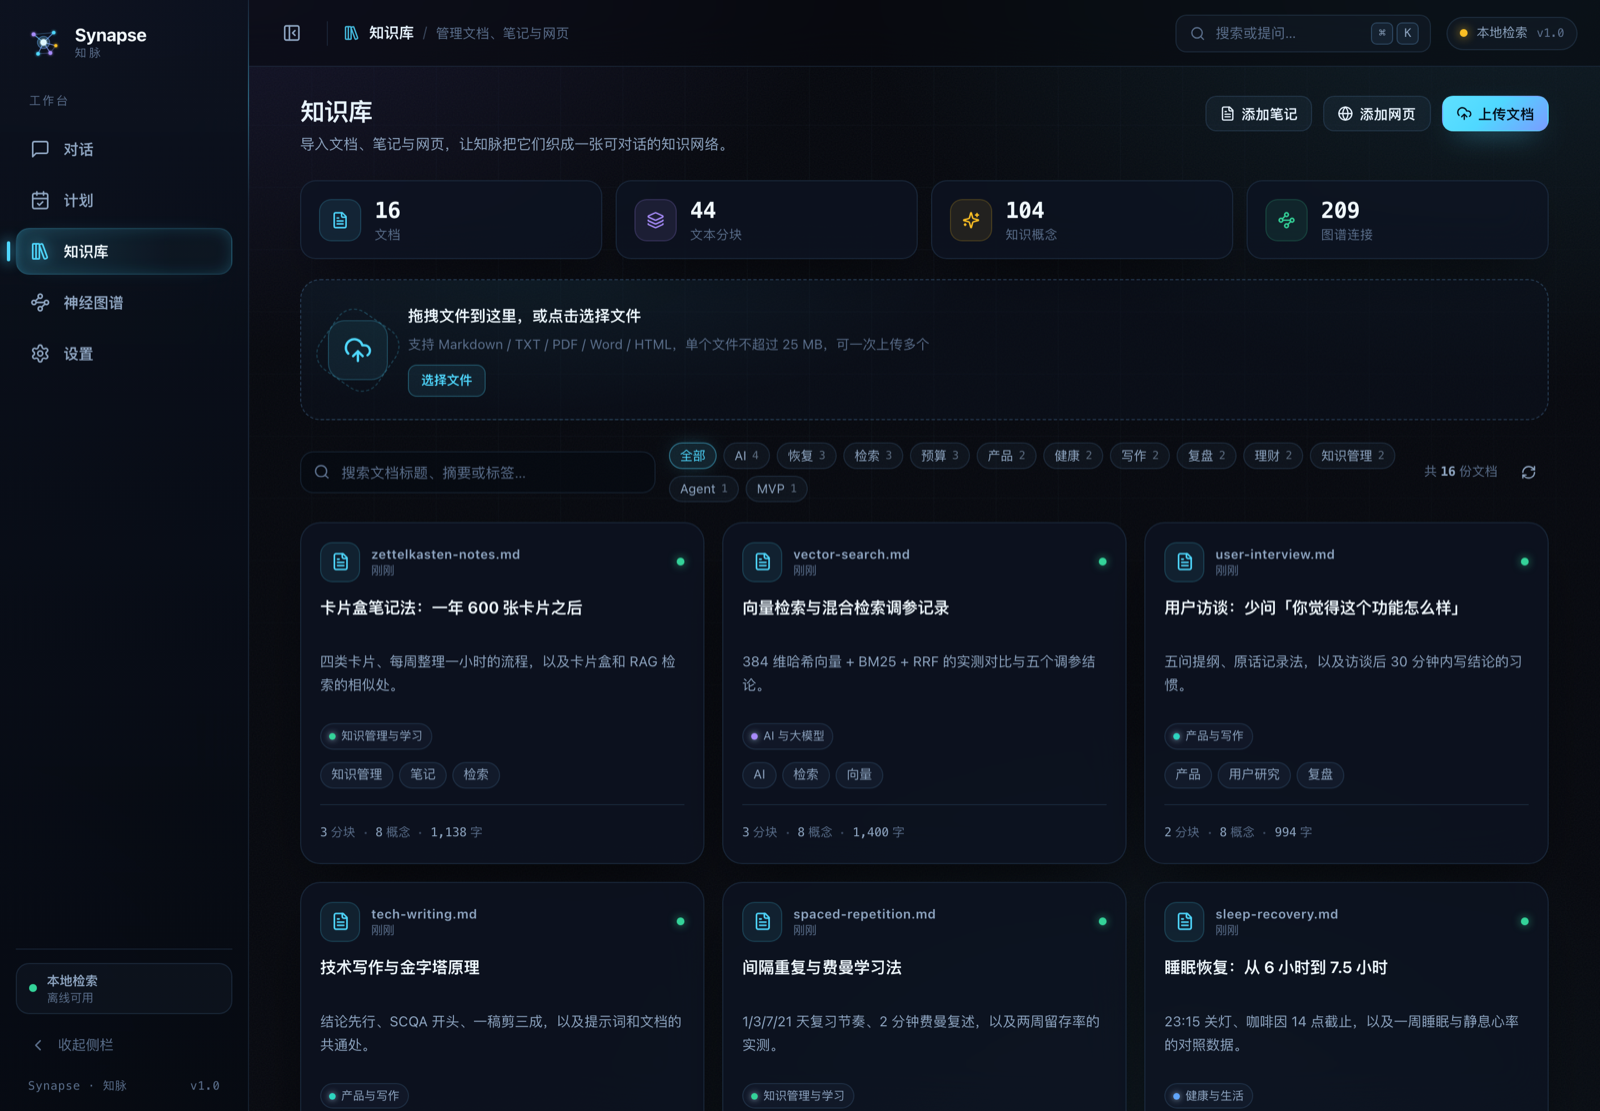 Synapse
知脉
工作台
对话
计划
知识库
神经图谱
设置
本地检索
离线可用
收起侧栏
Synapse · 知脉 v1.0
知识库 / 管理文档、笔记与网页
搜索或提问... ⌘ K
本地检索 v1.0
知识库
导入文档、笔记与网页，让知脉把它们织成一张可对话的知识网络。
添加笔记
添加网页
上传文档
16
文档
44
文本分块
104
知识概念
209
图谱连接
拖拽文件到这里，或点击选择文件
支持 Markdown / TXT / PDF / Word / HTML，单个文件不超过 25 MB，可一次上传多个
选择文件
搜索文档标题、摘要或标签...
全部 AI 4 恢复 3 检索 3 预算 3 产品 2 健康 2 写作 2 复盘 2 理财 2 知识管理 2
Agent 1 MVP 1
共 16 份文档
zettelkasten-notes.md
刚刚
卡片盒笔记法：一年 600 张卡片之后
四类卡片、每周整理一小时的流程，以及卡片盒和 RAG 检
索的相似处。
知识管理与学习
知识管理 笔记 检索
3 分块 · 8 概念 · 1,138 字
vector-search.md
刚刚
向量检索与混合检索调参记录
384 维哈希向量 + BM25 + RRF 的实测对比与五个调参结
论。
AI 与大模型
AI 检索 向量
3 分块 · 8 概念 · 1,400 字
user-interview.md
刚刚
用户访谈：少问「你觉得这个功能怎么样」
五问提纲、原话记录法，以及访谈后 30 分钟内写结论的习
惯。
产品与写作
产品 用户研究 复盘
2 分块 · 8 概念 · 994 字
tech-writing.md
刚刚
技术写作与金字塔原理
结论先行、SCQA 开头、一稿剪三成，以及提示词和文档的
共通处。
产品与写作
spaced-repetition.md
刚刚
间隔重复与费曼学习法
1/3/7/21 天复习节奏、2 分钟费曼复述，以及两周留存率的
实测。
知识管理与学习
sleep-recovery.md
刚刚
睡眠恢复：从 6 小时到 7.5 小时
23:15 关灯、咖啡因 14 点截止，以及一周睡眠与静息心率
的对照数据。
健康与生活